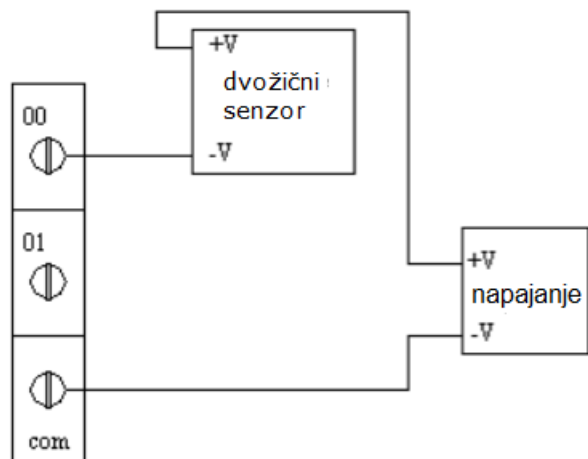 +V
dvožični
senzor
-V
00
01
com
+V
napajanje
-V